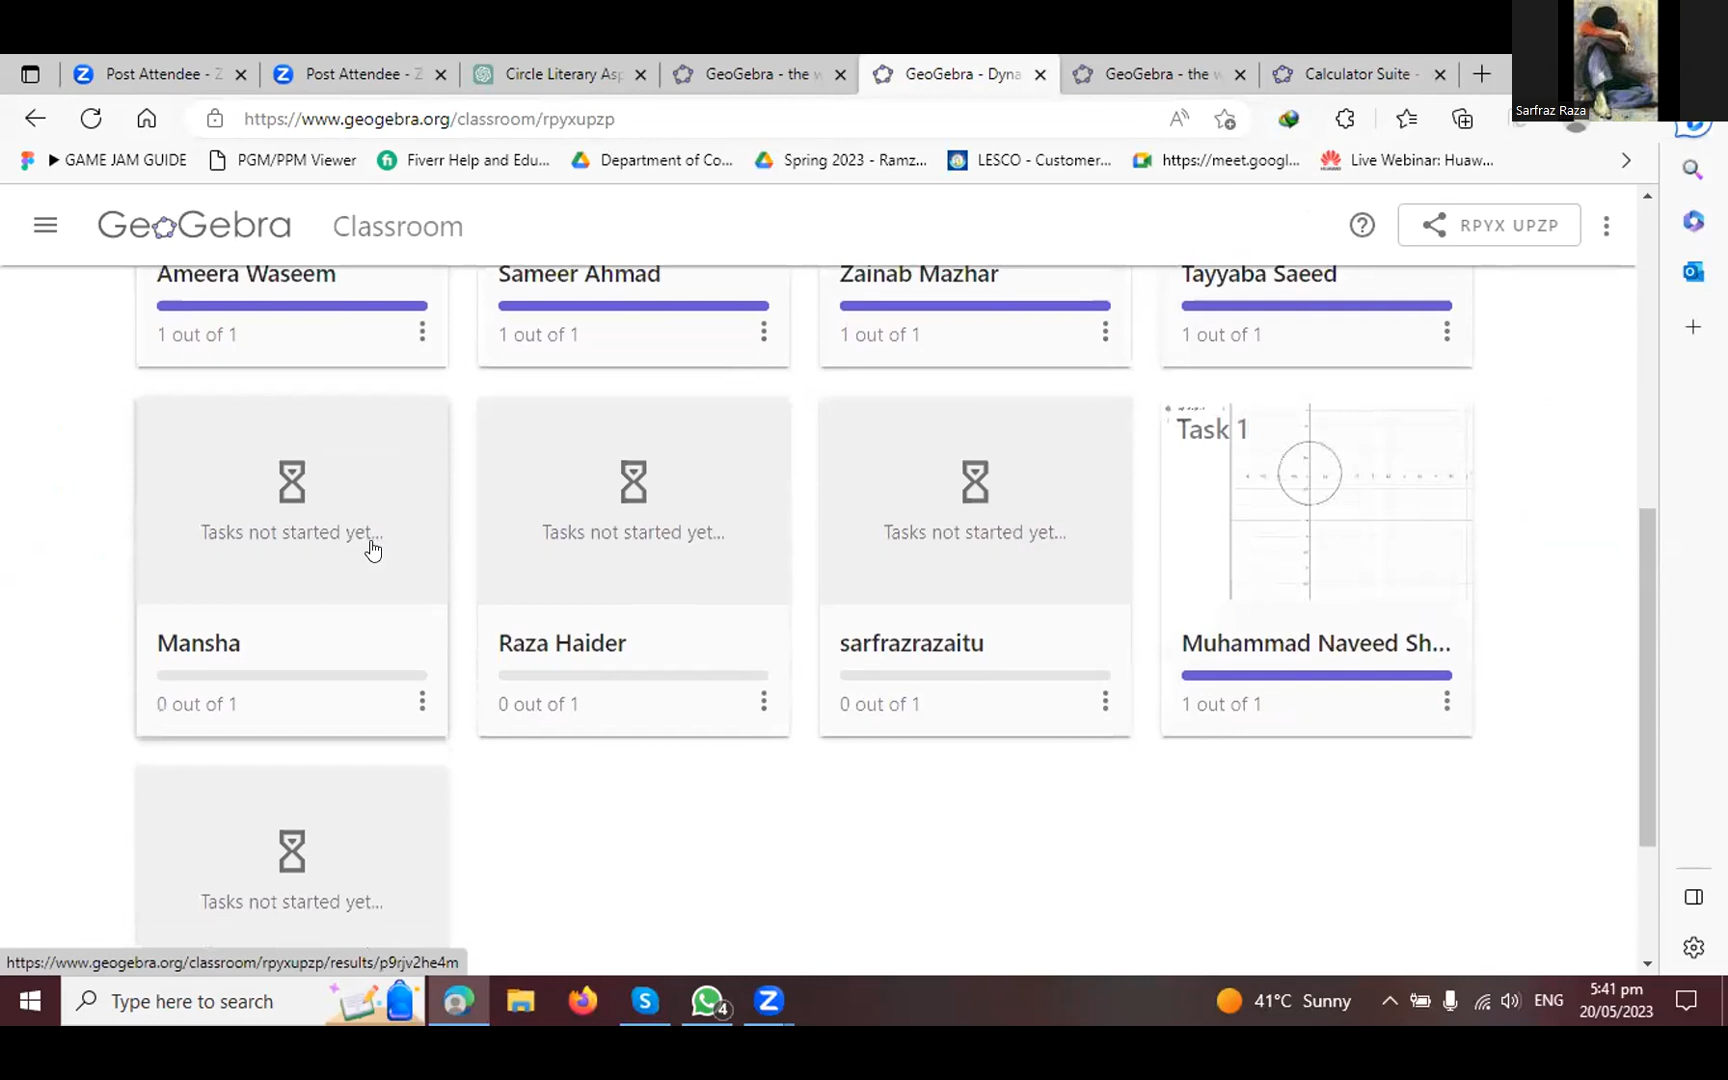 Post Attendee - Z
Post Attendee - Z
Circle Literary Asp
GeoGebra - the w
GeoGebra - Dyna
GeoGebra - the w
Calculator Suite -
Sarfraz Raza
https://www.geogebra.org/classroom/rpyxupzp
GAME JAM GUIDE
PGM/PPM Viewer
Fiverr Help and Edu...
Department of Co...
Spring 2023 - Ramz...
LESCO - Customer...
https://meet.googl...
Live Webinar: Huaw...
GeoGebra
Classroom
RPYX UPZP
Ameera Waseem
Sameer Ahmad
Zainab Mazhar
Tayyaba Saeed
1 out of 1
1 out of 1
1 out of 1
1 out of 1
Task 1
Tasks not started yet...
Tasks not started yet...
Tasks not started yet...
Mansha
Raza Haider
sarfrazrazaitu
Muhammad Naveed Sh...
0 out of 1
0 out of 1
0 out of 1
1 out of 1
Tasks not started yet...
https://www.geogebra.org/classroom/rpyxupzp/results/p9rjv2he4m
Type here to search
4
41°C Sunny
ENG
5:41 pm
20/05/2023